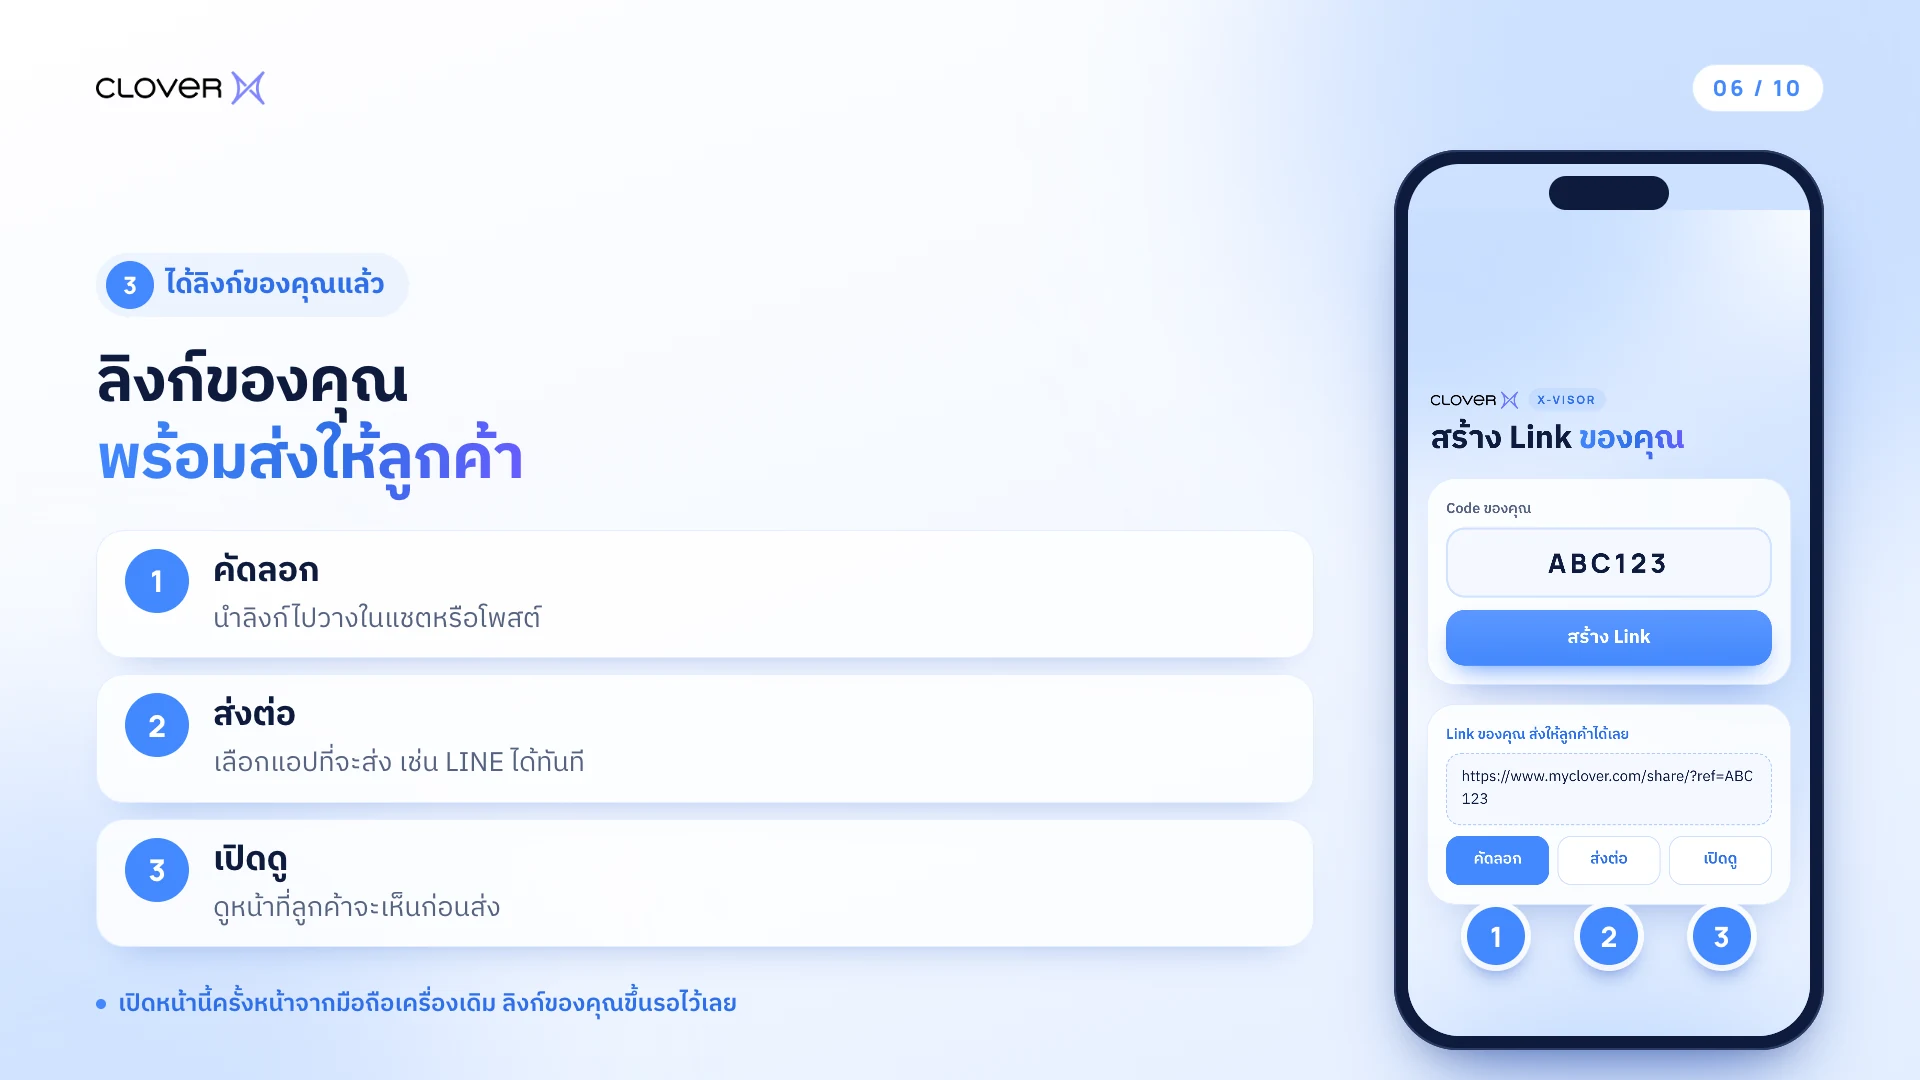 CLOVER X
06 / 10
3 ได้ลิงก์ของคุณแล้ว
ลิงก์ของคุณ
พร้อมส่งให้ลูกค้า
1 คัดลอก
นำลิงก์ไปวางในแชตหรือโพสต์
2 ส่งต่อ
เลือกแอปที่จะส่ง เช่น LINE ได้ทันที
3 เปิดดู
ดูหน้าที่ลูกค้าจะเห็นก่อนส่ง
เปิดหน้านี้ครั้งหน้าจากมือถือเครื่องเดิม ลิงก์ของคุณขึ้นรอไว้เลย
CLOVER X X-VISOR
สร้าง Link ของคุณ
Code ของคุณ
ABC123
สร้าง Link
Link ของคุณ ส่งให้ลูกค้าได้เลย
https://www.myclover.com/share/?ref=ABC
123
คัดลอก ส่งต่อ เปิดดู
1 2 3